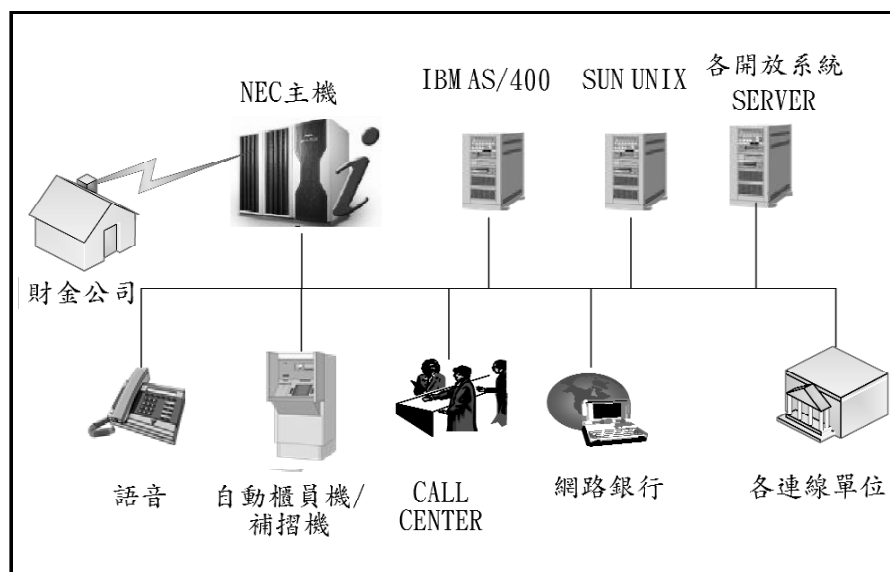 NEC主機
IBM AS/400
SUN UNIX
各開放系統
SERVER
財金公司
語音
自動櫃員機/
補摺機
CALL
CENTER
網路銀行
各連線單位